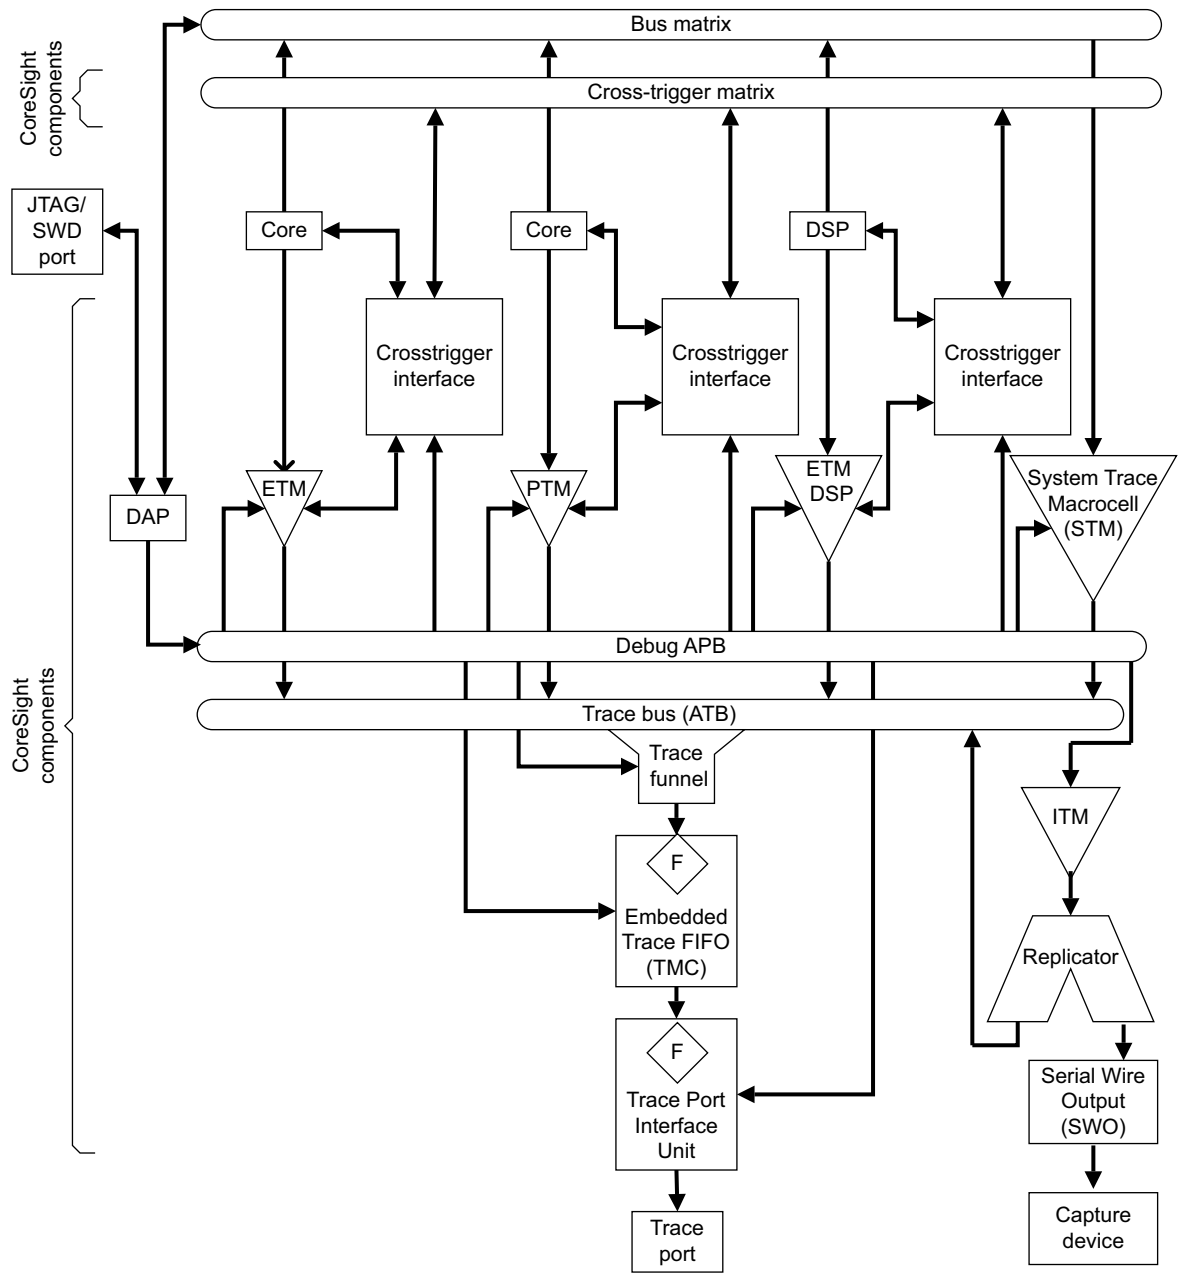 Bus matrix
CoreSight
components
Cross-trigger matrix
JTAG/
SWD
port
Core
Core
DSP
Crosstrigger
interface
Crosstrigger
interface
Crosstrigger
interface
ETM
PTM
ETM
DSP
System Trace
Macrocell
(STM)
DAP
Debug APB
CoreSight
components
Trace bus (ATB)
Trace
funnel
ITM
F
Embedded
Trace FIFO
(TMC)
Replicator
F
Trace Port
Interface
Unit
Serial Wire
Output
(SWO)
Trace
port
Capture
device